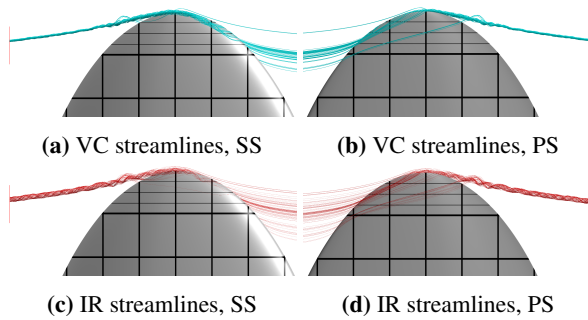 (a) VC streamlines, SS
(b) VC streamlines, PS
(c) IR streamlines, SS
(d) IR streamlines, PS